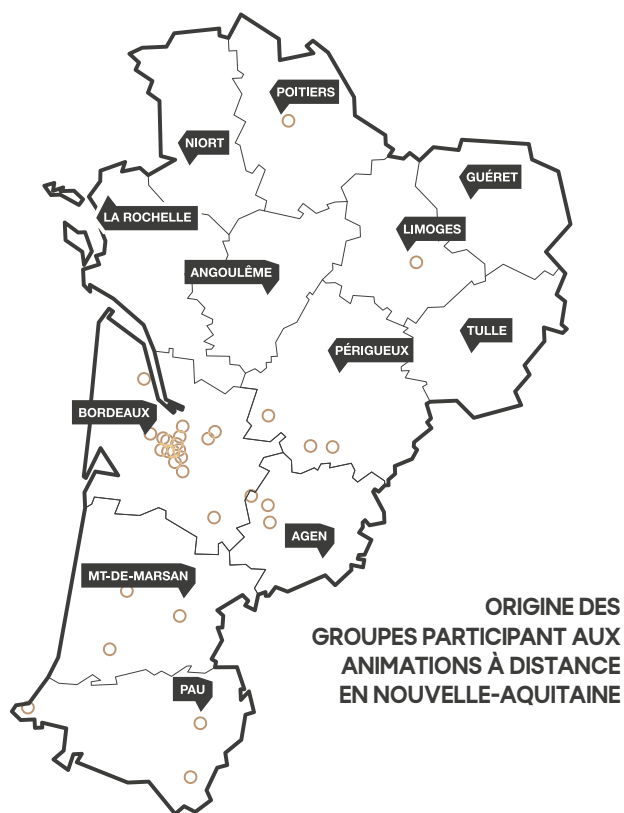 POITIERS
NIORT
GUÉRET
LA ROCHELLE
LIMOGES
ANGOULÊME
TULLE
PÉRIGUEUX
BORDEAUX
AGEN
MT-DE-MARSAN
ORIGINE DES
GROUPES PARTICIPANT AUX
ANIMATIONS À DISTANCE
EN NOUVELLE-AQUITAINE
PAU